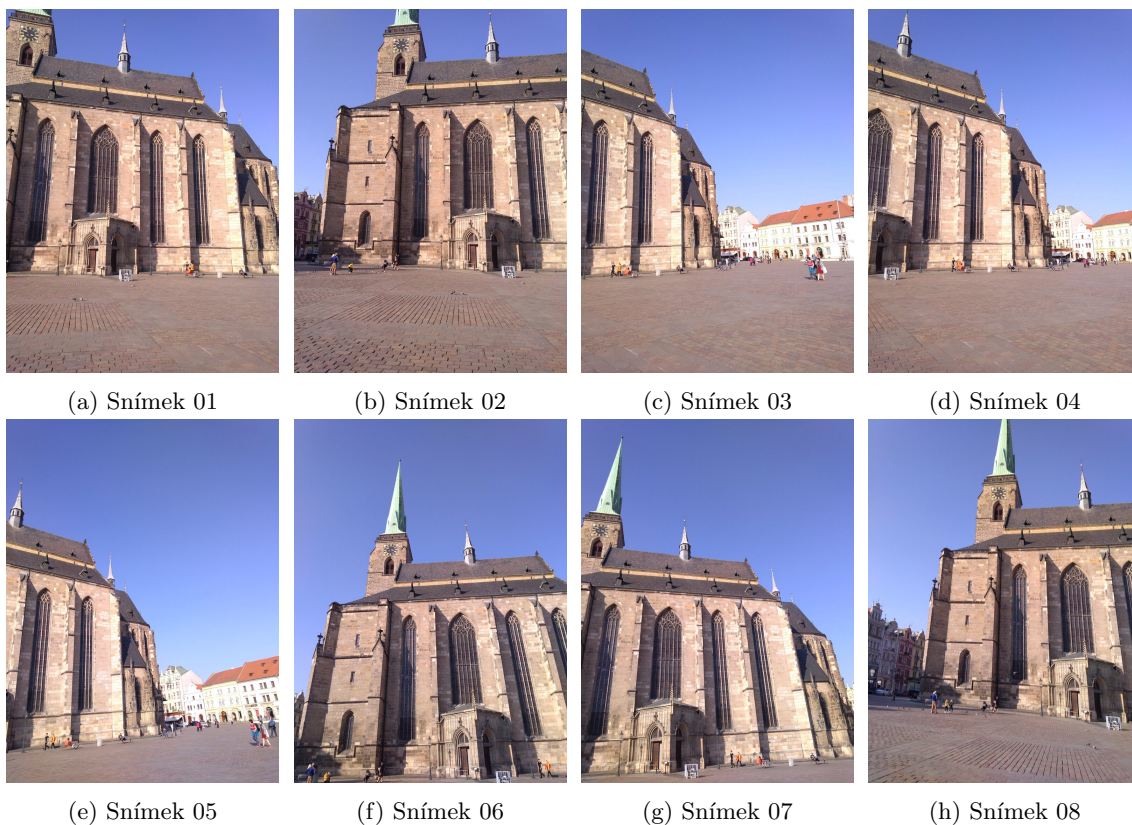 (a) Snímek 01
(b) Snímek 02
(c) Snímek 03
(d) Snímek 04
(e) Snímek 05
(f) Snímek 06
(g) Snímek 07
(h) Snímek 08